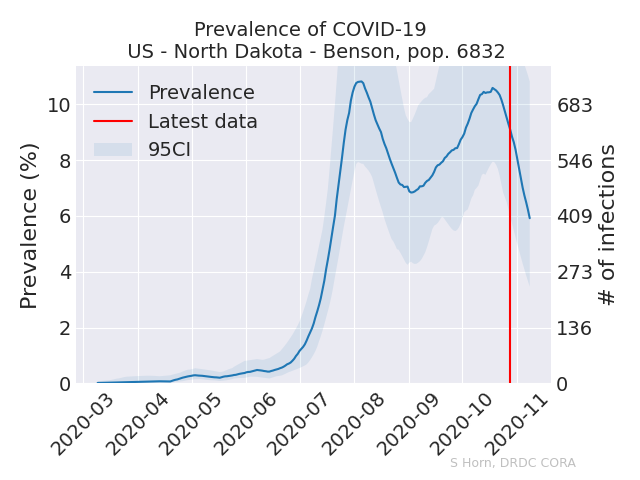 Prevalence of COVID-19
US - North Dakota - Benson, pop. 6832
Prevalence
Latest data
95CI
Prevalence (%)
10
8
6
4
2
0
683
546
409
273
136
0
# of infections
2020-03
2020-04
2020-05
2020-06
2020-07
2020-08
2020-09
2020-10
2020-11
S Horn, DRDC CORA